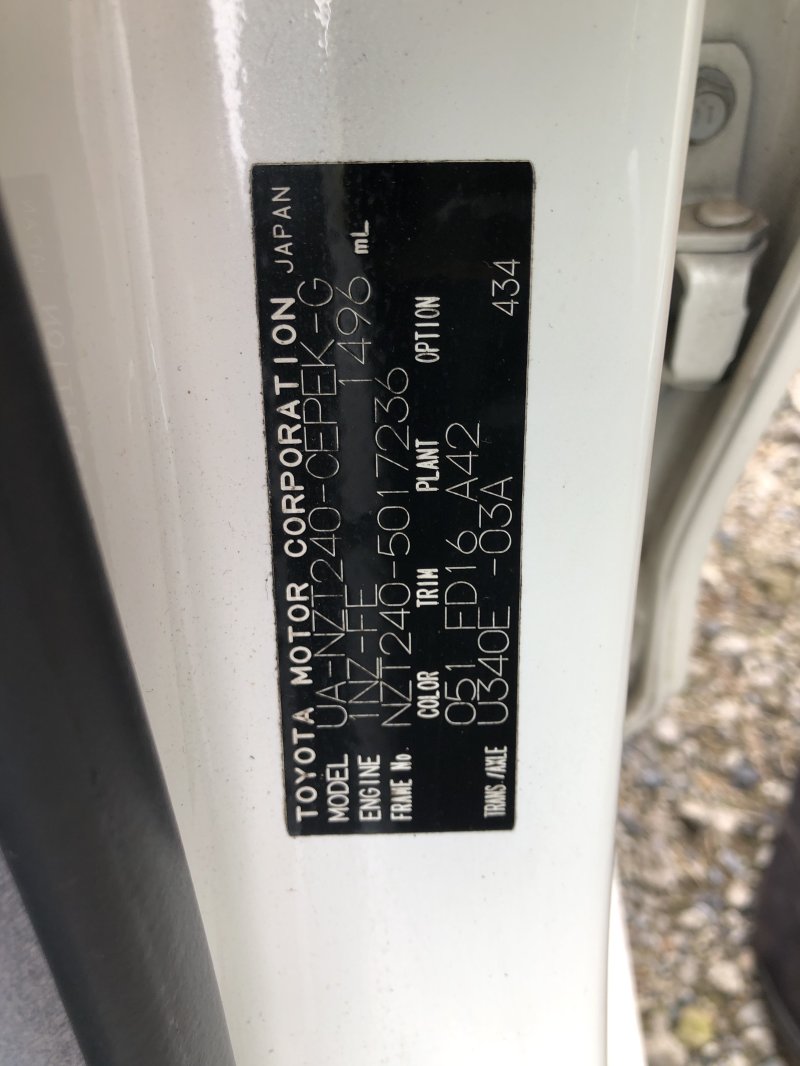 TOYOTA MOTOR CORPORATION JAPAN
MODEL UA-NZT240-CEPEK-G
ENGINE 1NZ-FE 1496 mL
FRAME No. NZT240-5017236
COLOR TRIM PLANT OPTION
051 FD16 A42
TRANS/AXLE U340E -03A 434